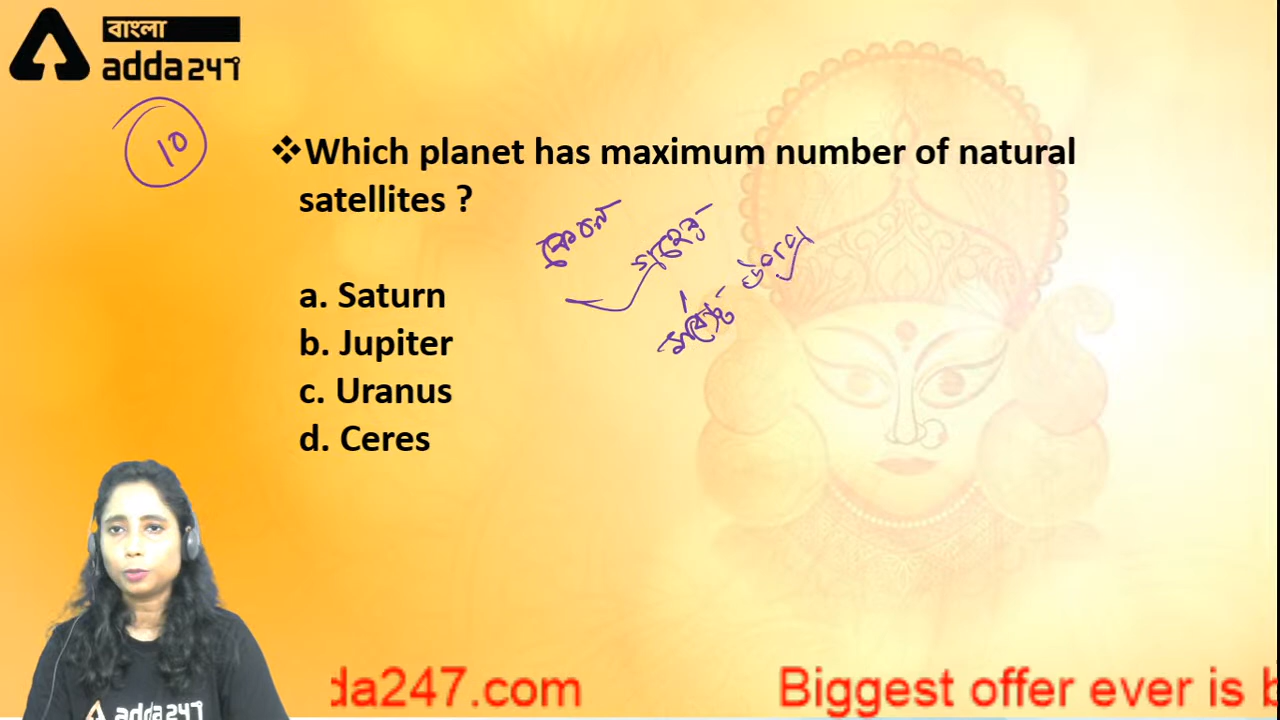 বাংলা
adda247
10
❖Which planet has maximum number of natural
satellites ?
কোন
গ্রহের
উপগ্রহ
a. Saturn
b. Jupiter
c. Uranus
d. Ceres
adda247
da247.com
Biggest offer ever is b